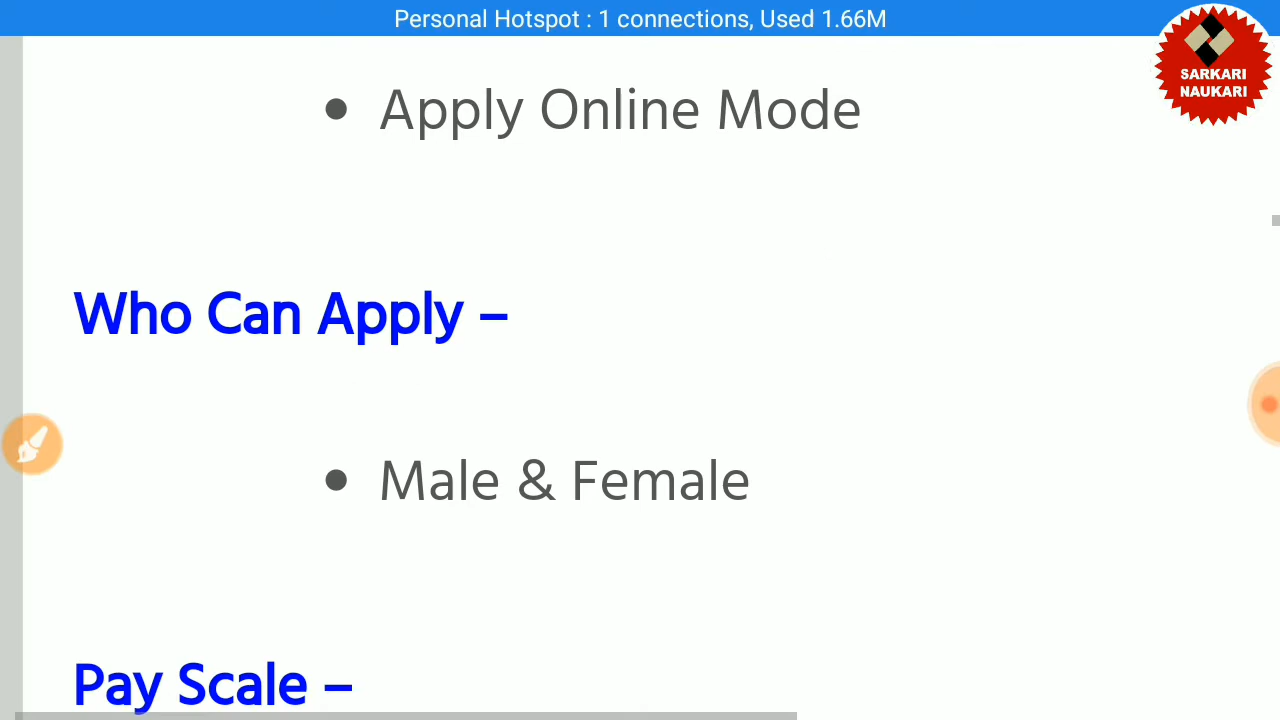 Personal Hotspot : 1 connections, Used 1.66M
SARKARI
NAUKARI
• Apply Online Mode
Who Can Apply –
• Male & Female
Pay Scale –